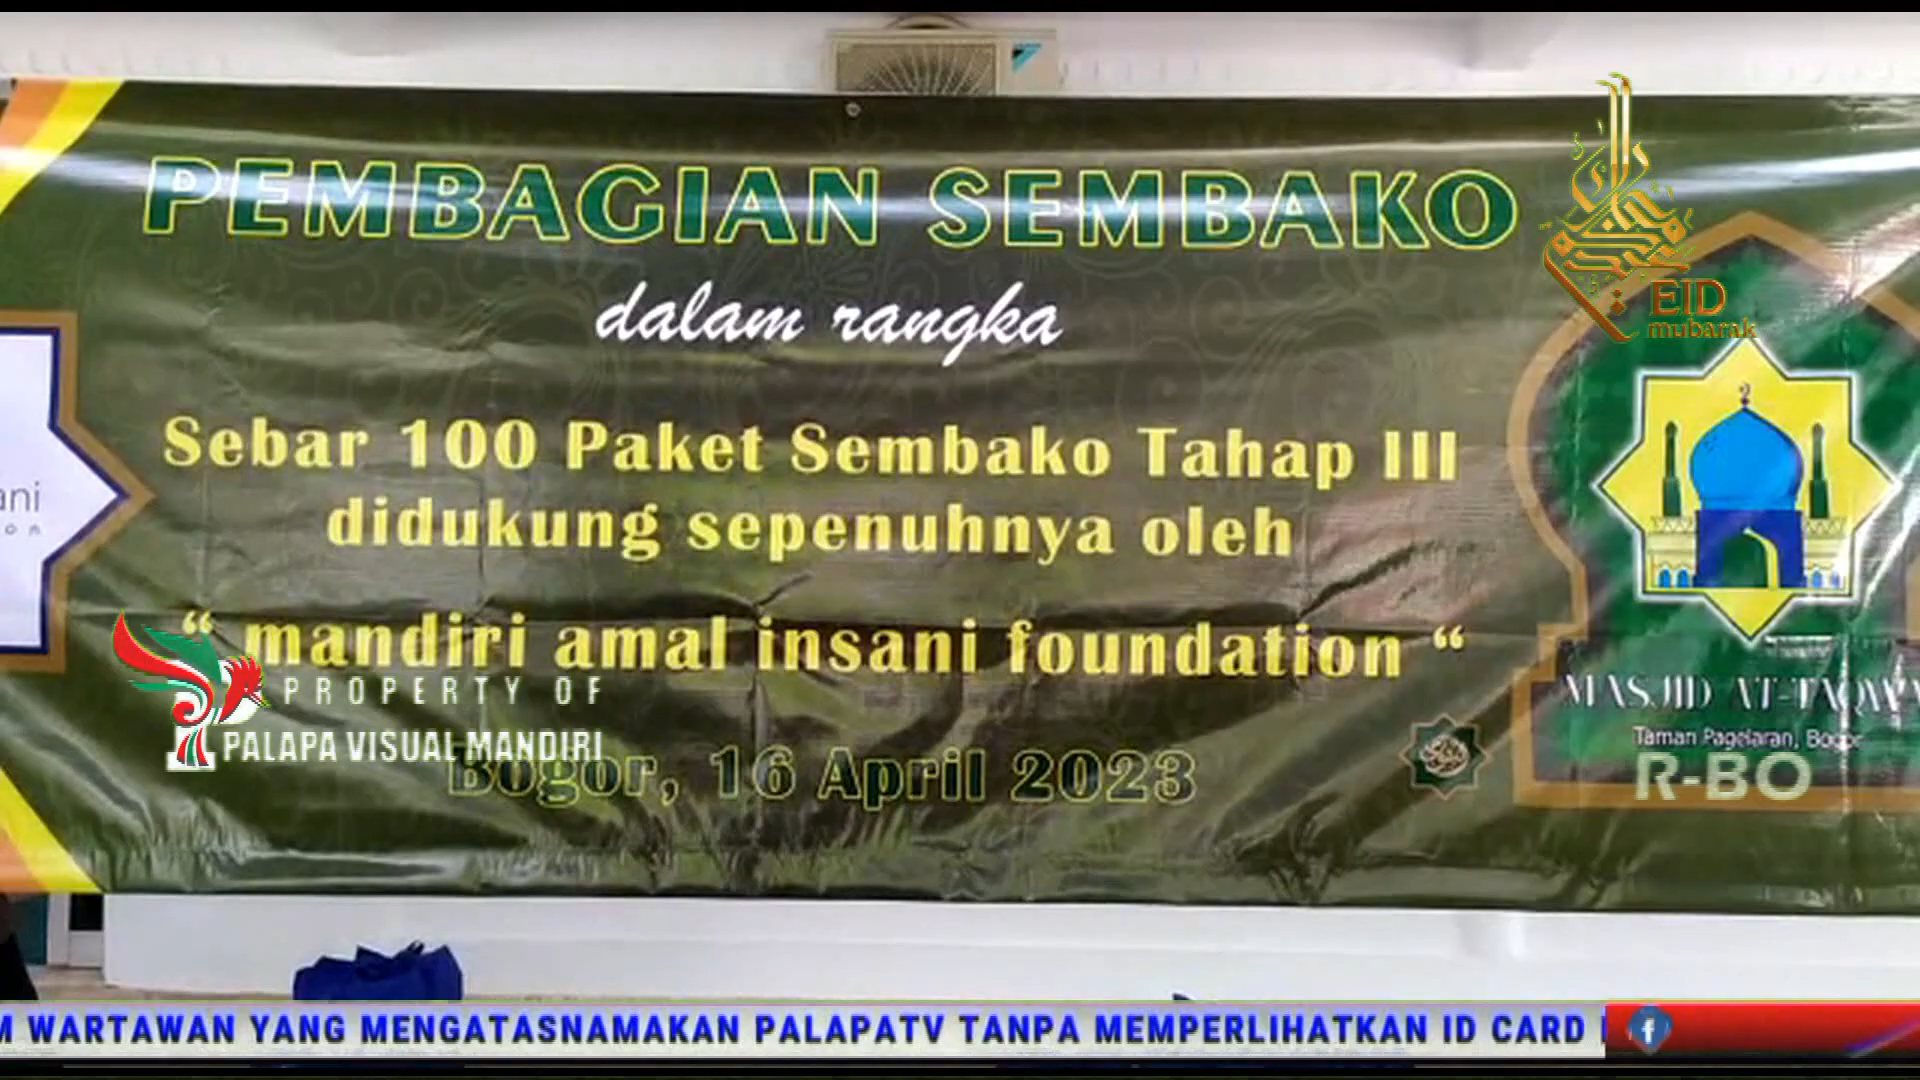 PEMBAGIAN SEMBAKO
dalam rangka
Sebar 100 Paket Sembako Tahap III
didukung sepenuhnya oleh
“ mandiri amal insani foundation “
Bogor, 16 April 2023
EID
mubarak
MASJID AT-TAQWA
Taman Pagelaran, Bogor
R-BO
PROPERTY OF
PALAPA VISUAL MANDIRI
WARTAWAN YANG MENGATASNAMAKAN PALAPATV TANPA MEMPERLIHATKAN ID CARD
f